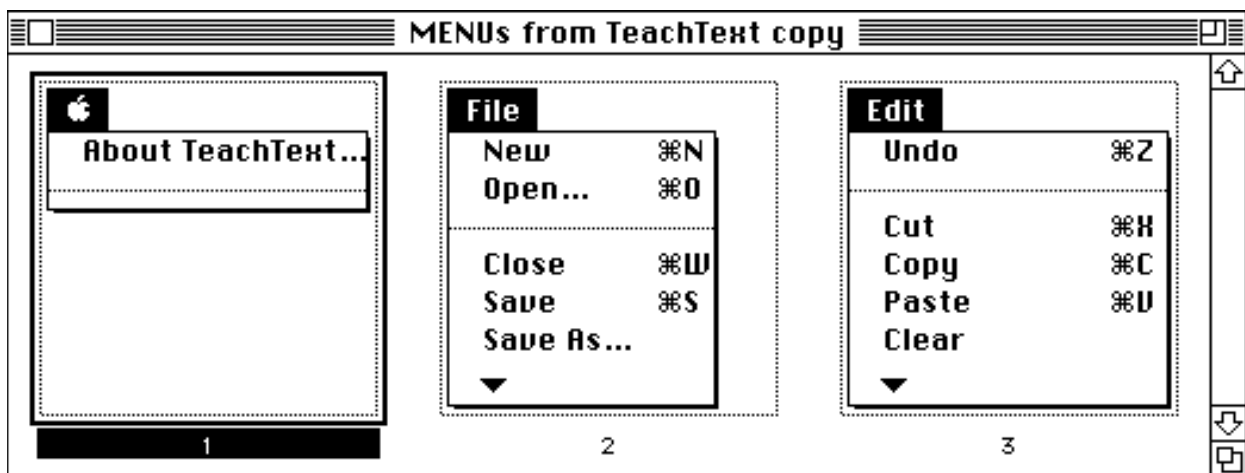 MENUs from TeachText copy
About TeachText...
File
New ⌘N
Open... ⌘O
Close ⌘W
Save ⌘S
Save As...
Edit
Undo ⌘Z
Cut ⌘X
Copy ⌘C
Paste ⌘V
Clear
1
2
3